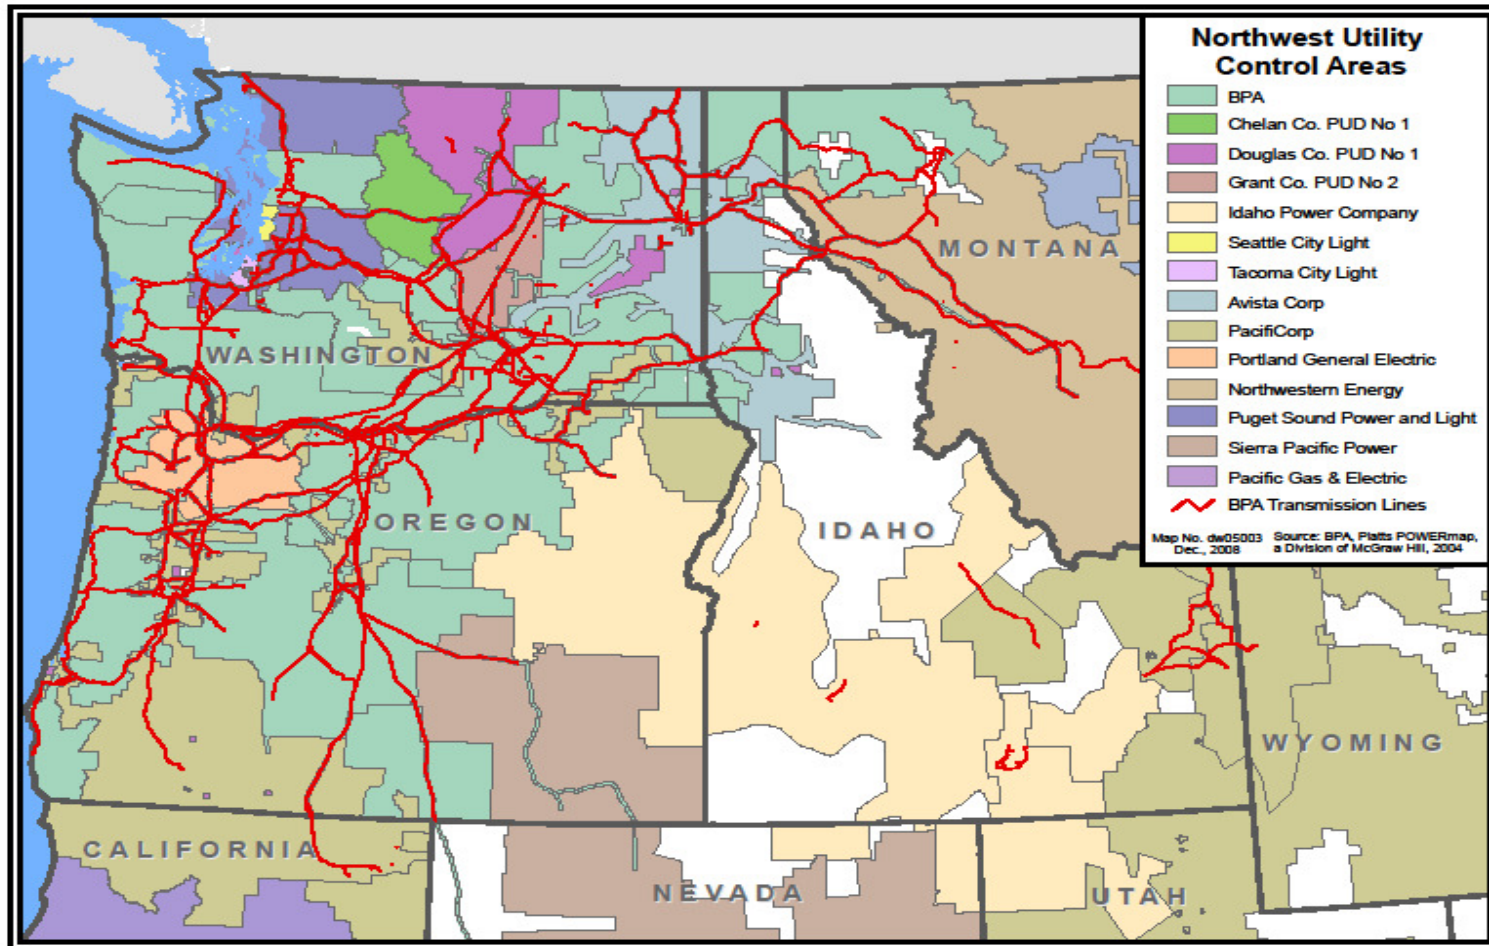 Northwest Utility
Control Areas
BPA
Chelan Co. PUD No 1
Douglas Co. PUD No 1
Grant Co. PUD No 2
Idaho Power Company
Seattle City Light
Tacoma City Light
Avista Corp
PacifiCorp
Portland General Electric
Northwestern Energy
Puget Sound Power and Light
Sierra Pacific Power
Pacific Gas & Electric
BPA Transmission Lines
Map No. dw05003 Source: BPA, Platts POWERmap,
Dec., 2008 a Division of McGraw Hill, 2004
MONTANA
WASHINGTON
OREGON
IDAHO
WYOMING
CALIFORNIA
NEVADA
UTAH